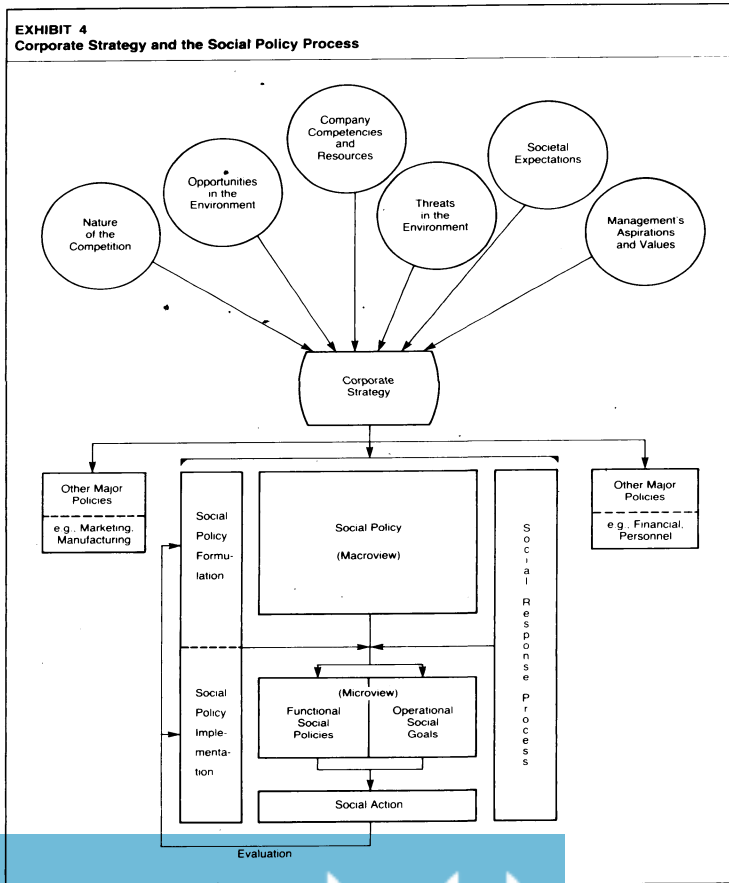 EXHIBIT 4
Corporate Strategy and the Social Policy Process
Company
Competencies
and
Resources
Societal
Expectations
Opportunities
in the
Environment
Threats
in the
Environment
Nature
of the
Competition
Management's
Aspirations
and Values
Corporate
Strategy
Other Major
Policies
e.g., Marketing,
Manufacturing
Social
Policy
Formu-
lation
Social Policy
(Macroview)
Social Response Process
Other Major
Policies
e.g., Financial,
Personnel
Social
Policy
Imple-
menta-
tion
(Microview)
Functional
Social
Policies
Operational
Social
Goals
Social Action
Evaluation